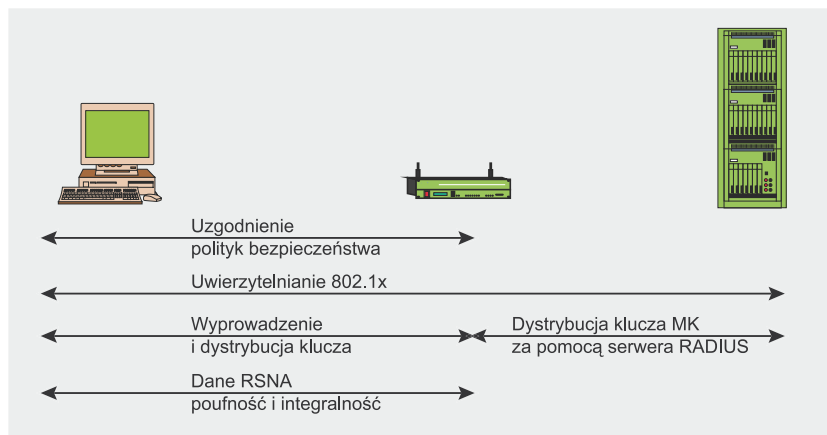 Uzgodnienie
polityk bezpieczeństwa
Uwierzytelnianie 802.1x
Wyprowadzenie
i dystrybucja klucza
Dystrybucja klucza MK
za pomocą serwera RADIUS
Dane RSNA
poufność i integralność